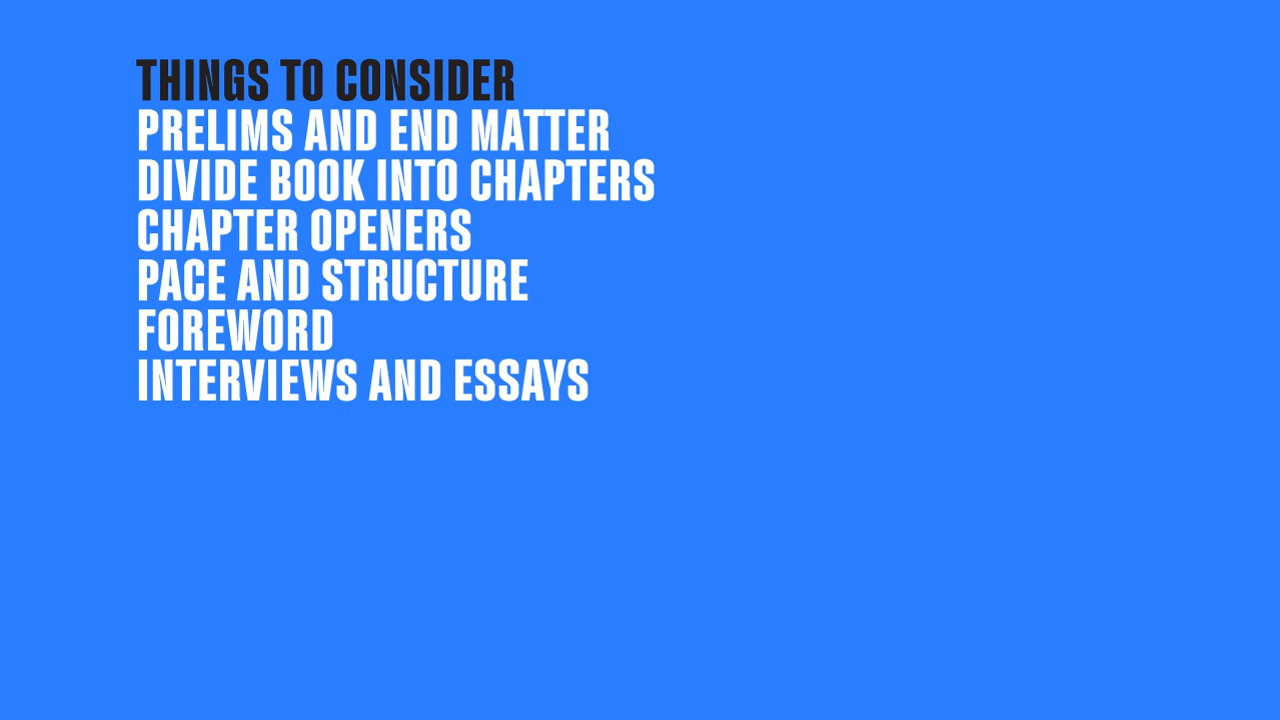 THINGS TO CONSIDER
PRELIMS AND END MATTER
DIVIDE BOOK INTO CHAPTERS
CHAPTER OPENERS
PACE AND STRUCTURE
FOREWORD
INTERVIEWS AND ESSAYS